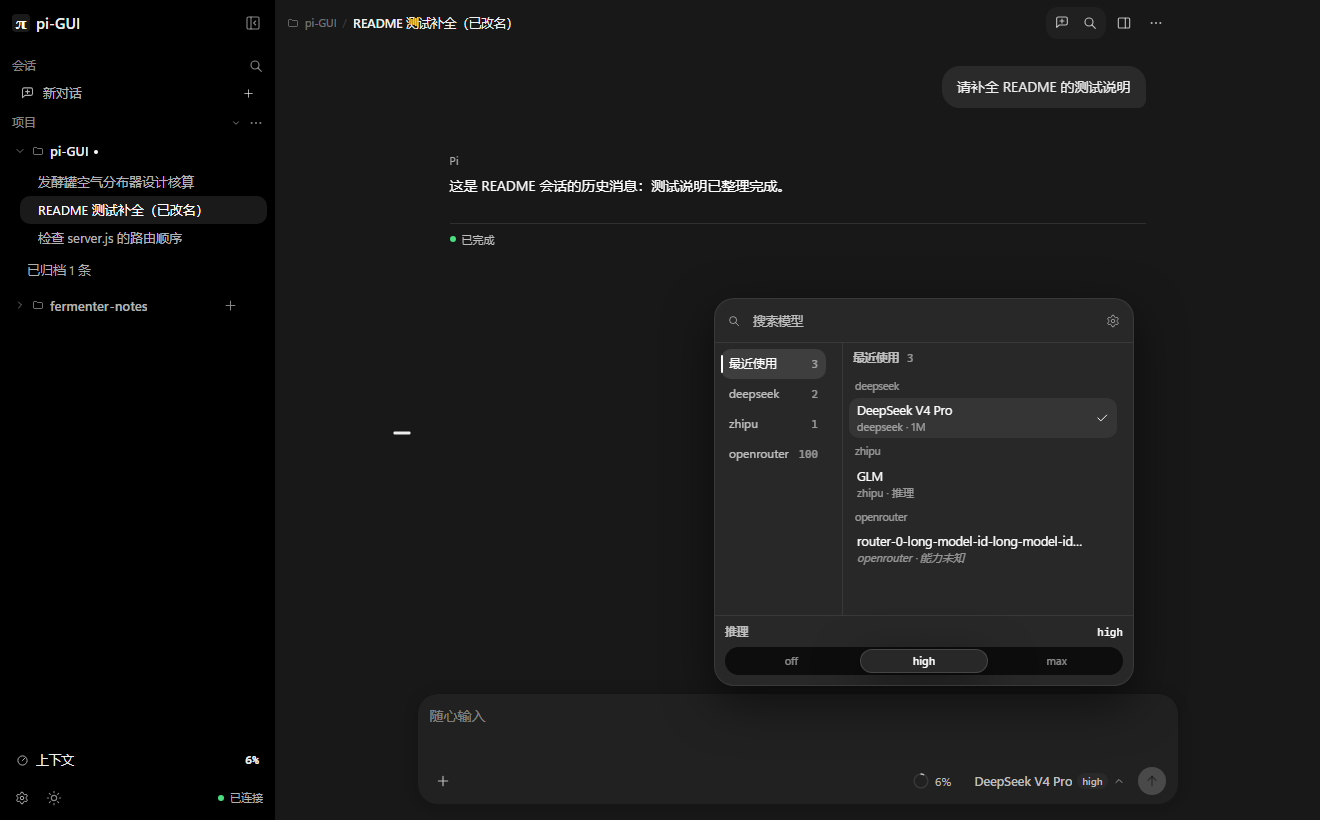 π pi-GUI
会话
新对话
项目
pi-GUI
发酵罐空气分布器设计核算
README 测试补全（已改名）
检查 server.js 的路由顺序
已归档 1 条
fermenter-notes
上下文 6%
已连接
pi-GUI / README 测试补全（已改名）
请补全 README 的测试说明
Pi
这是 README 会话的历史消息：测试说明已整理完成。
已完成
搜索模型
最近使用 3
deepseek 2
zhipu 1
openrouter 100
最近使用 3
deepseek
DeepSeek V4 Pro
deepseek · 1M
zhipu
GLM
zhipu · 推理
openrouter
router-0-long-model-id-long-model-id...
openrouter · 能力未知
推理 high
off high max
随心输入
6% DeepSeek V4 Pro high